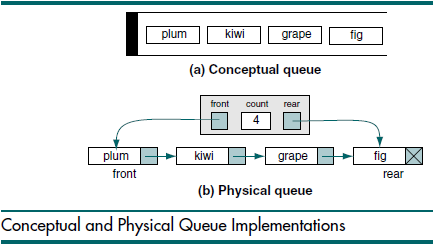 plum kiwi grape fig
(a) Conceptual queue
front count rear
4
plum kiwi grape fig
front rear
(b) Physical queue
Conceptual and Physical Queue Implementations